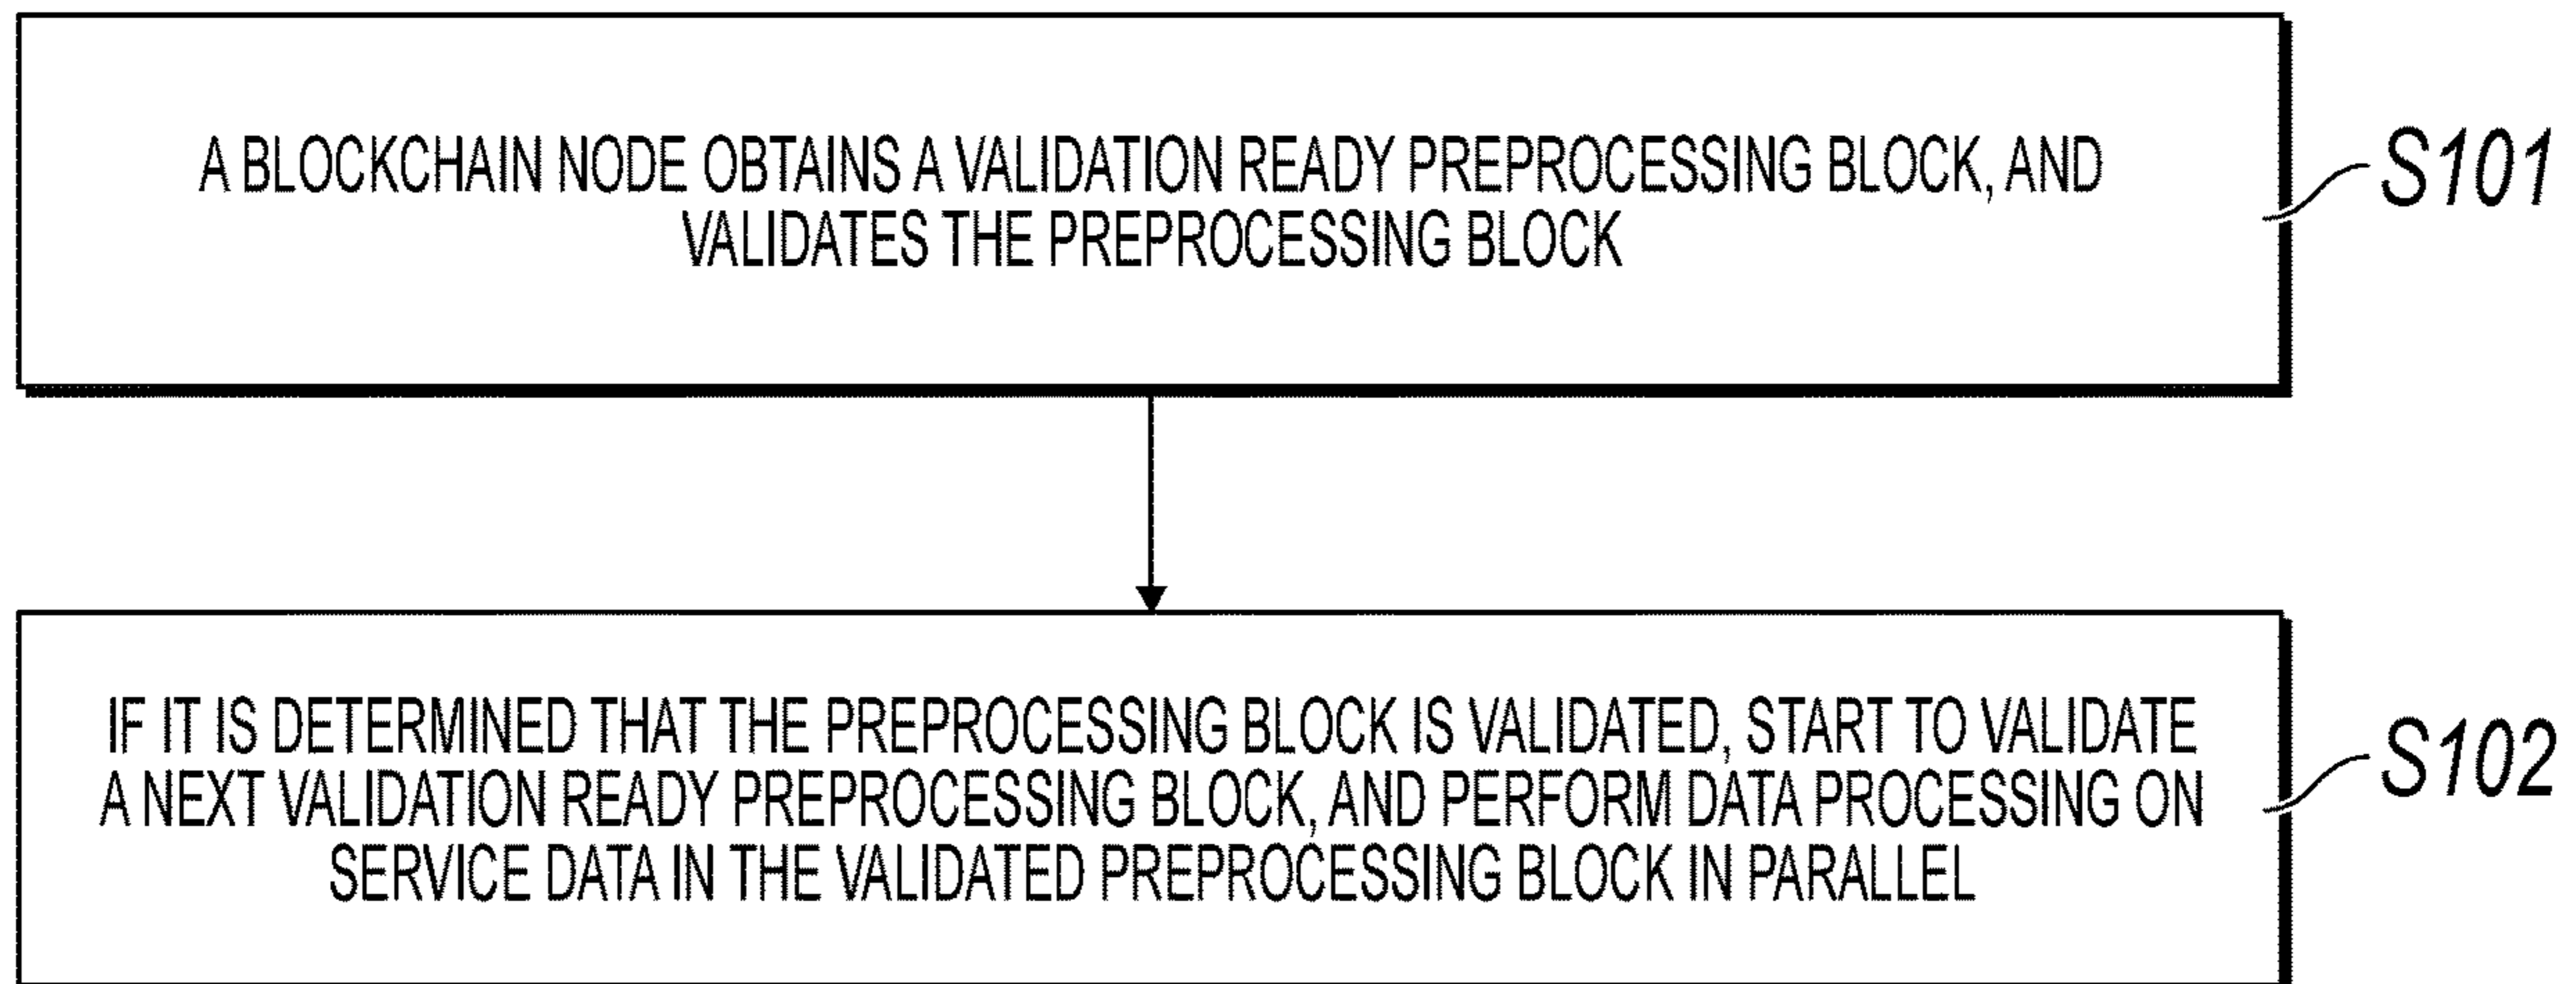 A BLOCKCHAIN NODE OBTAINS A VALIDATION READY PREPROCESSING BLOCK, AND
VALIDATES THE PREPROCESSING BLOCK
S101
IF IT IS DETERMINED THAT THE PREPROCESSING BLOCK IS VALIDATED, START TO VALIDATE
A NEXT VALIDATION READY PREPROCESSING BLOCK, AND PERFORM DATA PROCESSING ON
SERVICE DATA IN THE VALIDATED PREPROCESSING BLOCK IN PARALLEL
S102